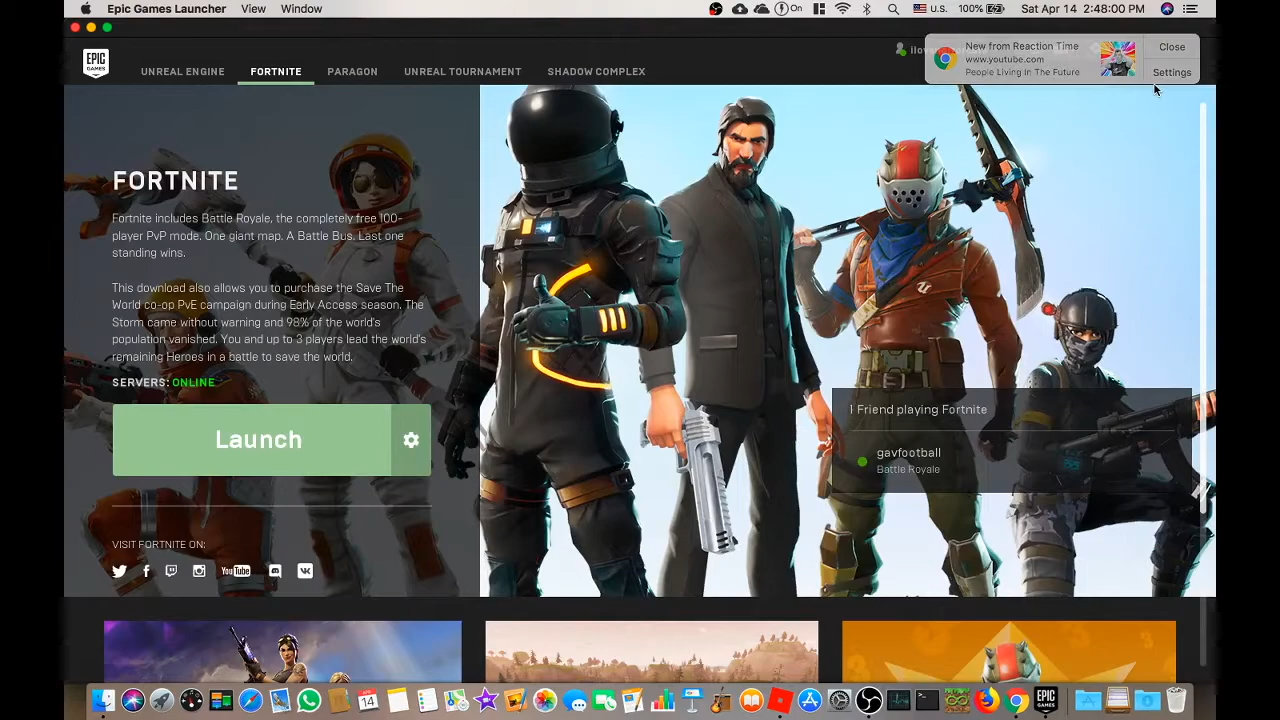 Epic Games Launcher View Window
On U.S. 100% Sat Apr 14 2:48:00 PM
EPIC GAMES
UNREAL ENGINE FORTNITE PARAGON UNREAL TOURNAMENT SHADOW COMPLEX
New from Reaction Time
www.youtube.com
People Living In The Future
Close
Settings
FORTNITE
Fortnite includes Battle Royale, the completely free 100-
player PvP mode. One giant map. A Battle Bus. Last one
standing wins.
This download also allows you to purchase the Save The
World co-op PvE campaign during Early Access season. The
Storm came without warning and 98% of the world's
population vanished. You and up to 3 players lead the world's
remaining Heroes in a battle to save the world.
SERVERS: ONLINE
Launch
1 Friend playing Fortnite
gavfootball
Battle Royale
VISIT FORTNITE ON:
YouTube
APR
14
EPIC GAMES